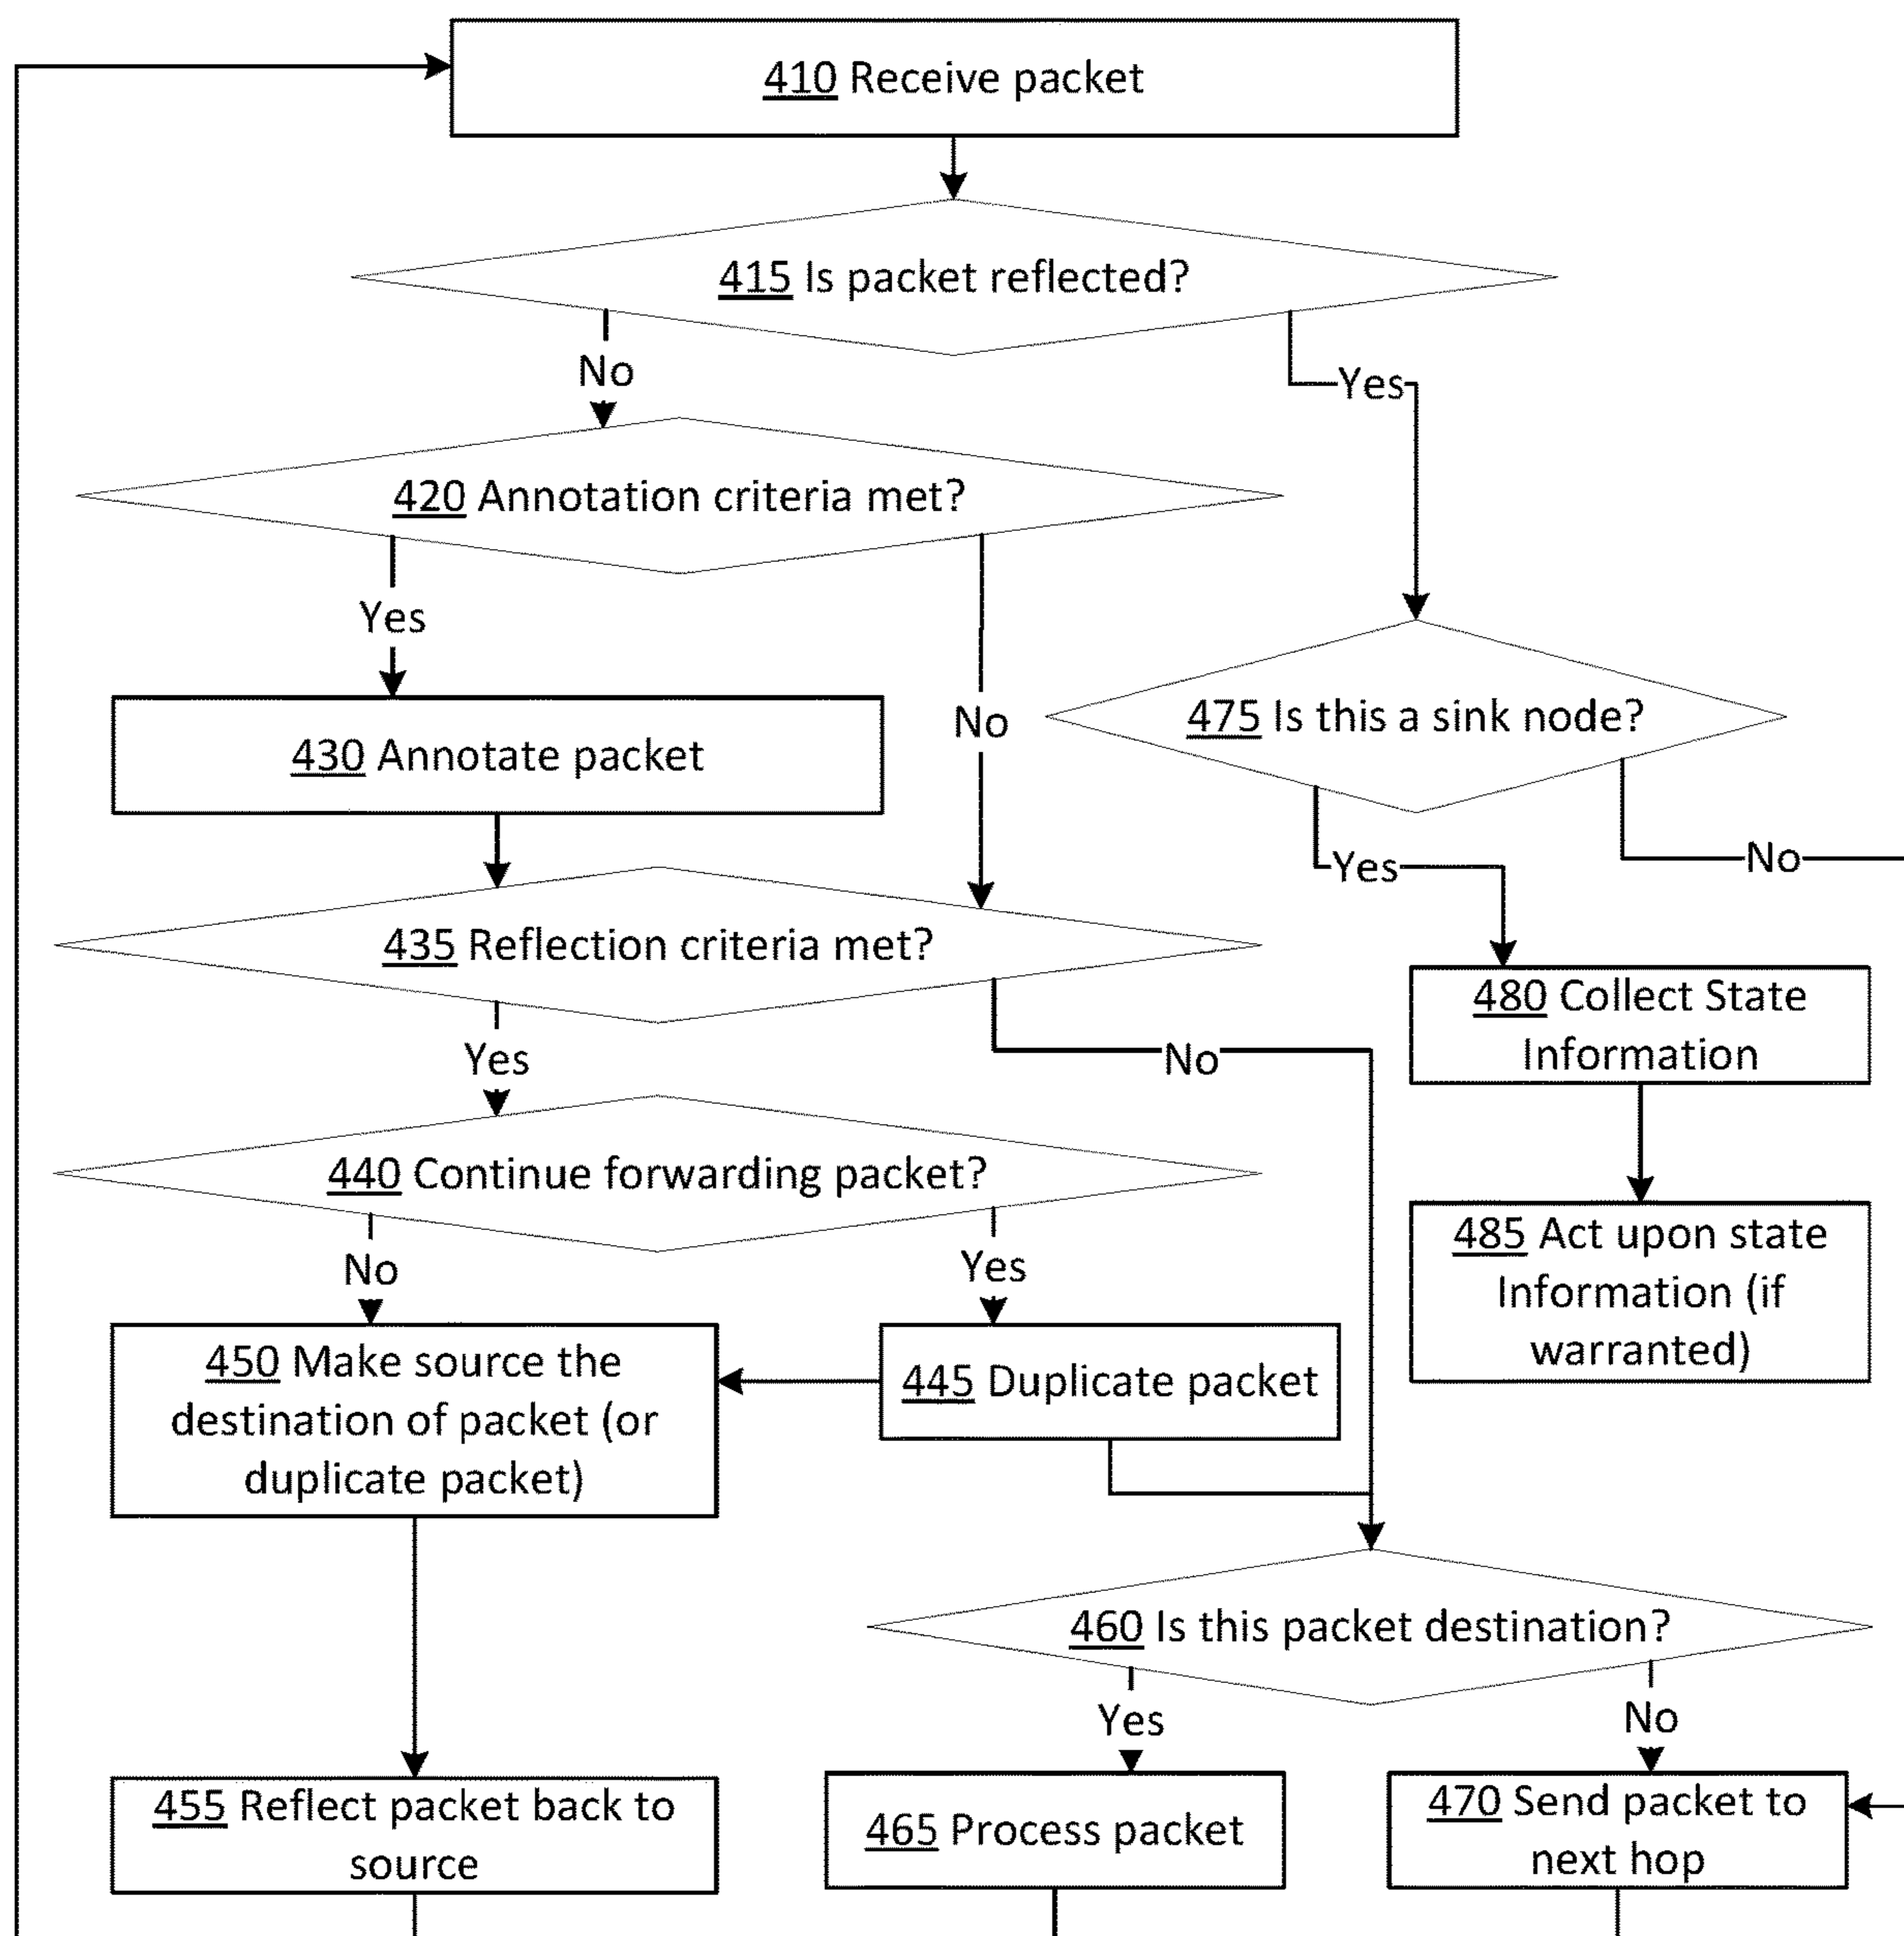 410 Receive packet
415 Is packet reflected?
No
Yes
420 Annotation criteria met?
Yes
No
430 Annotate packet
475 Is this a sink node?
Yes
No
435 Reflection criteria met?
Yes
No
480 Collect State
Information
440 Continue forwarding packet?
No
Yes
485 Act upon state
Information (if
warranted)
450 Make source the
destination of packet (or
duplicate packet)
445 Duplicate packet
460 Is this packet destination?
Yes
No
455 Reflect packet back to
source
465 Process packet
470 Send packet to
next hop